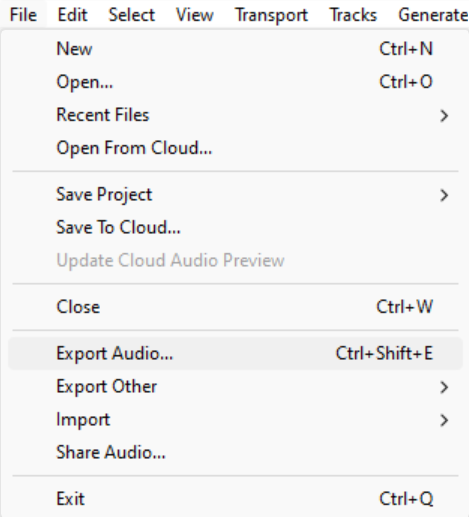 File Edit Select View Transport Tracks Generate
New Ctrl+N
Open... Ctrl+O
Recent Files
Open From Cloud...
Save Project
Save To Cloud...
Update Cloud Audio Preview
Close Ctrl+W
Export Audio... Ctrl+Shift+E
Export Other
Import
Share Audio...
Exit Ctrl+Q